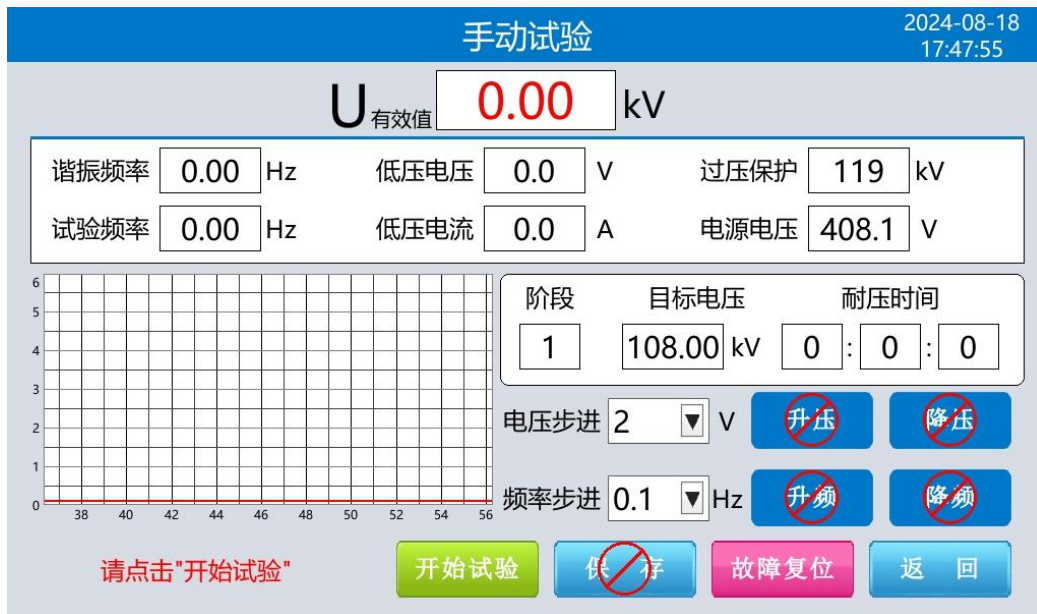 手动试验
2024-08-18
17:47:55
U有效值 0.00 kV
谐振频率 0.00 Hz 低压电压 0.0 V 过压保护 119 kV
试验频率 0.00 Hz 低压电流 0.0 A 电源电压 408.1 V
6
5
4
3
2
1
0
38 40 42 44 46 48 50 52 54 56
阶段 目标电压 耐压时间
1 108.00 kV 0 : 0 : 0
电压步进 2 V 升压 降压
频率步进 0.1 Hz 升频 降频
请点击"开始试验" 开始试验 保存 故障复位 返回